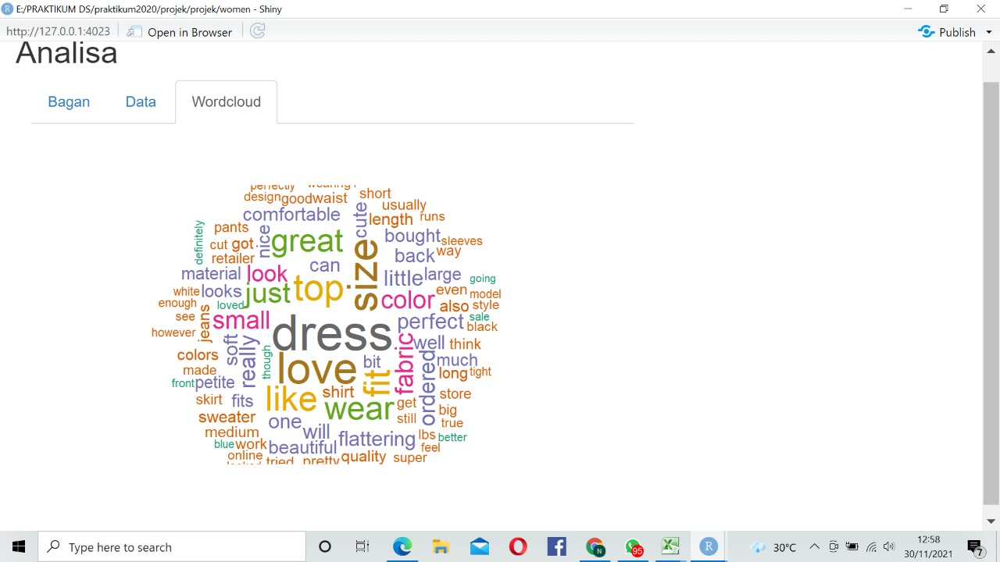 E:/PRAKTIKUM DS/praktikum2020/projek/projek/women - Shiny
http://127.0.0.1:4023 Open in Browser Publish
Analisa
Bagan Data Wordcloud
perfectly
design good waist short
comfortable cute usually
length runs
definitely pants nice great size bought sleeves
cut got
retailer can back way
material look little large going
white looks just top color even model
enough loved also style
see jeans small dress perfect sale
however black
soft really fabric well think
colors though love bit much
made fit ordered long tight
front petite
skirt fits like shirt wear get store
sweater still big
one will true
medium flattering lbs better
blue work beautiful feel
online quality super
tried pretty
Type here to search
N
95
R
30°C
12:58
30/11/2021
7